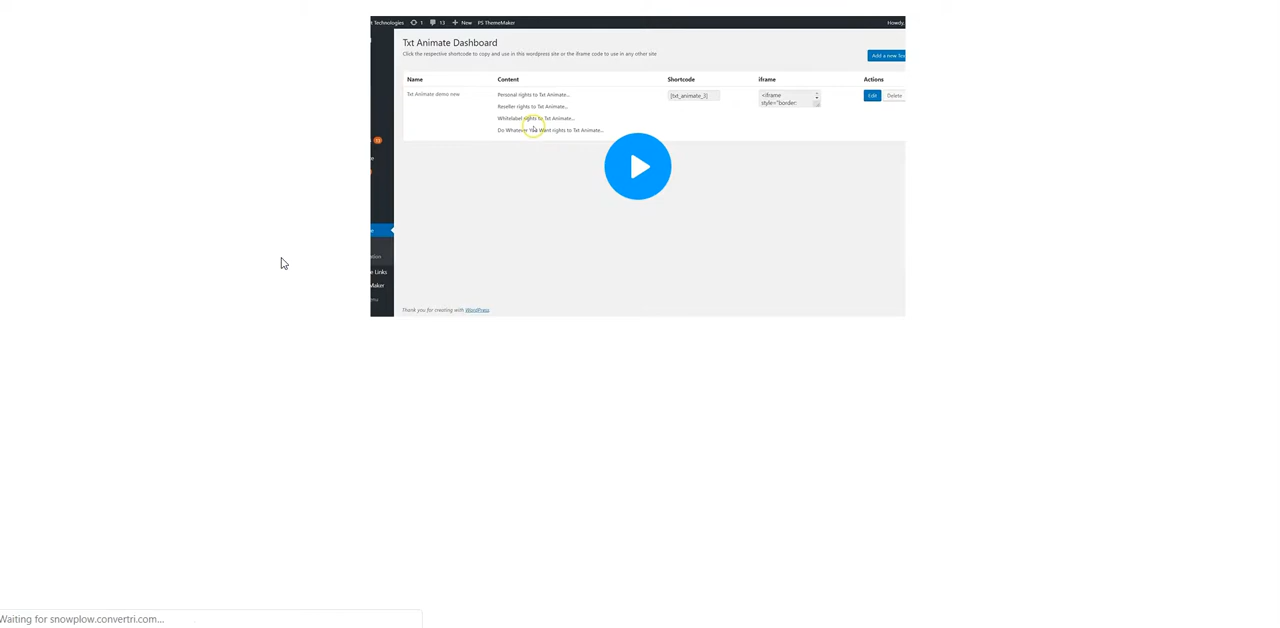 t Technologies 1 13 + New PS ThemeMaker Howdy,
Txt Animate Dashboard
Click the respective shortcode to copy and use in this wordpress site or the iframe code to use in any other site
Add a new Tex
Name Content Shortcode iframe Actions
Txt Animate demo new Personal rights to Txt Animate... [txt_animate_3] <iframe Edit Delete
style="border:
Reseller rights to Txt Animate...
Whitelabel rights to Txt Animate...
Do Whatever You Want rights to Txt Animate...
e Links
Maker
Thank you for creating with WordPress
Waiting for snowplow.convertri.com...